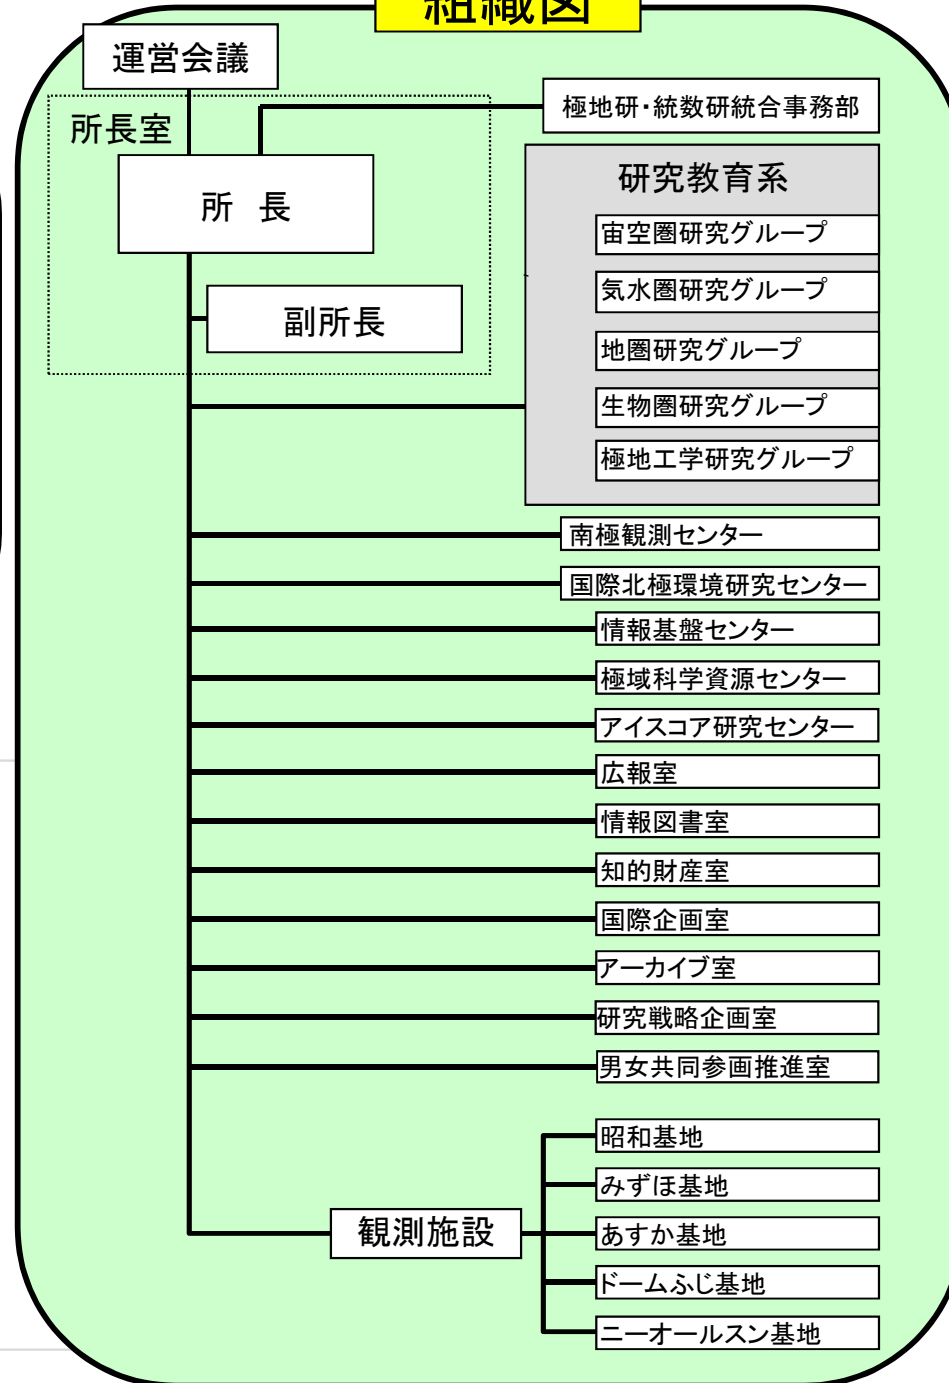 組織図
運営会議
所長室
極地研・統数研統合事務部
所 長
副所長
研究教育系
宙空圏研究グループ
気水圏研究グループ
地圏研究グループ
生物圏研究グループ
極地工学研究グループ
南極観測センター
国際北極環境研究センター
情報基盤センター
極域科学資源センター
アイスコア研究センター
広報室
情報図書室
知的財産室
国際企画室
アーカイブ室
研究戦略企画室
男女共同参画推進室
観測施設
昭和基地
みずほ基地
あすか基地
ドームふじ基地
ニーオールスン基地